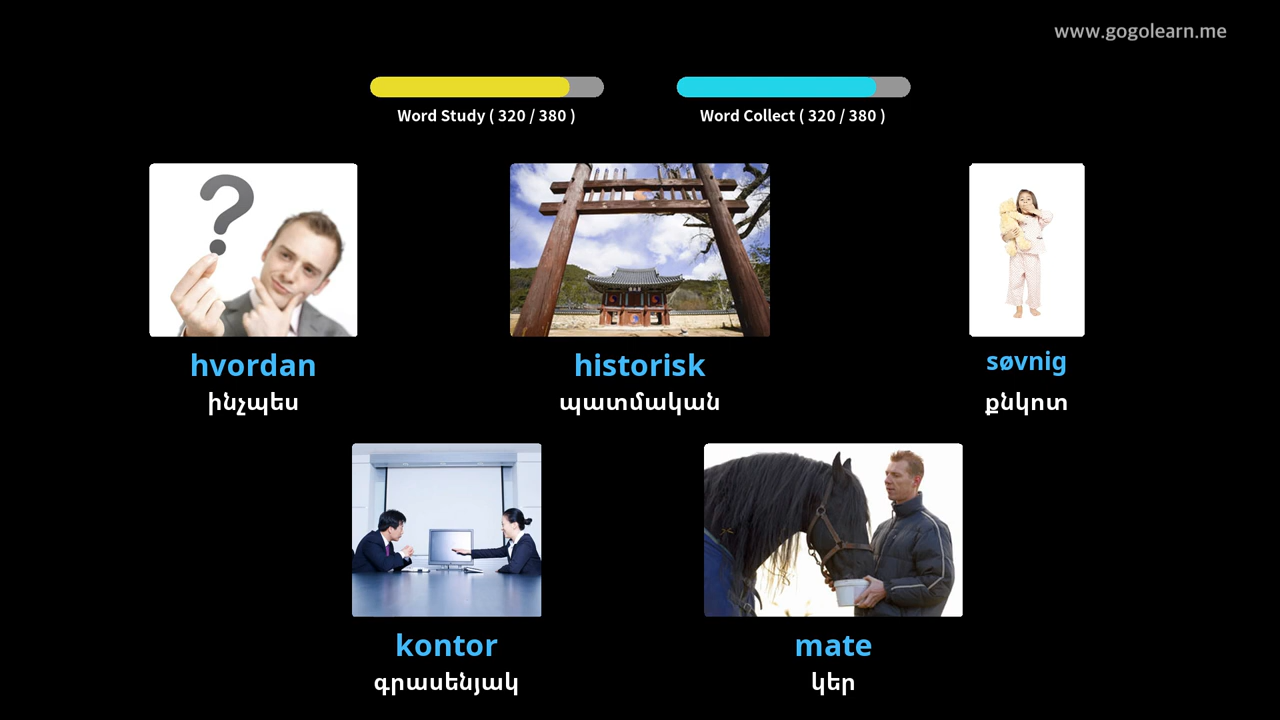 www.gogolearn.me
Word Study ( 320 / 380 )
Word Collect ( 320 / 380 )
hvordan
ինչպես
historisk
պատմական
søvnig
քնկոտ
kontor
գրասենյակ
mate
կեր